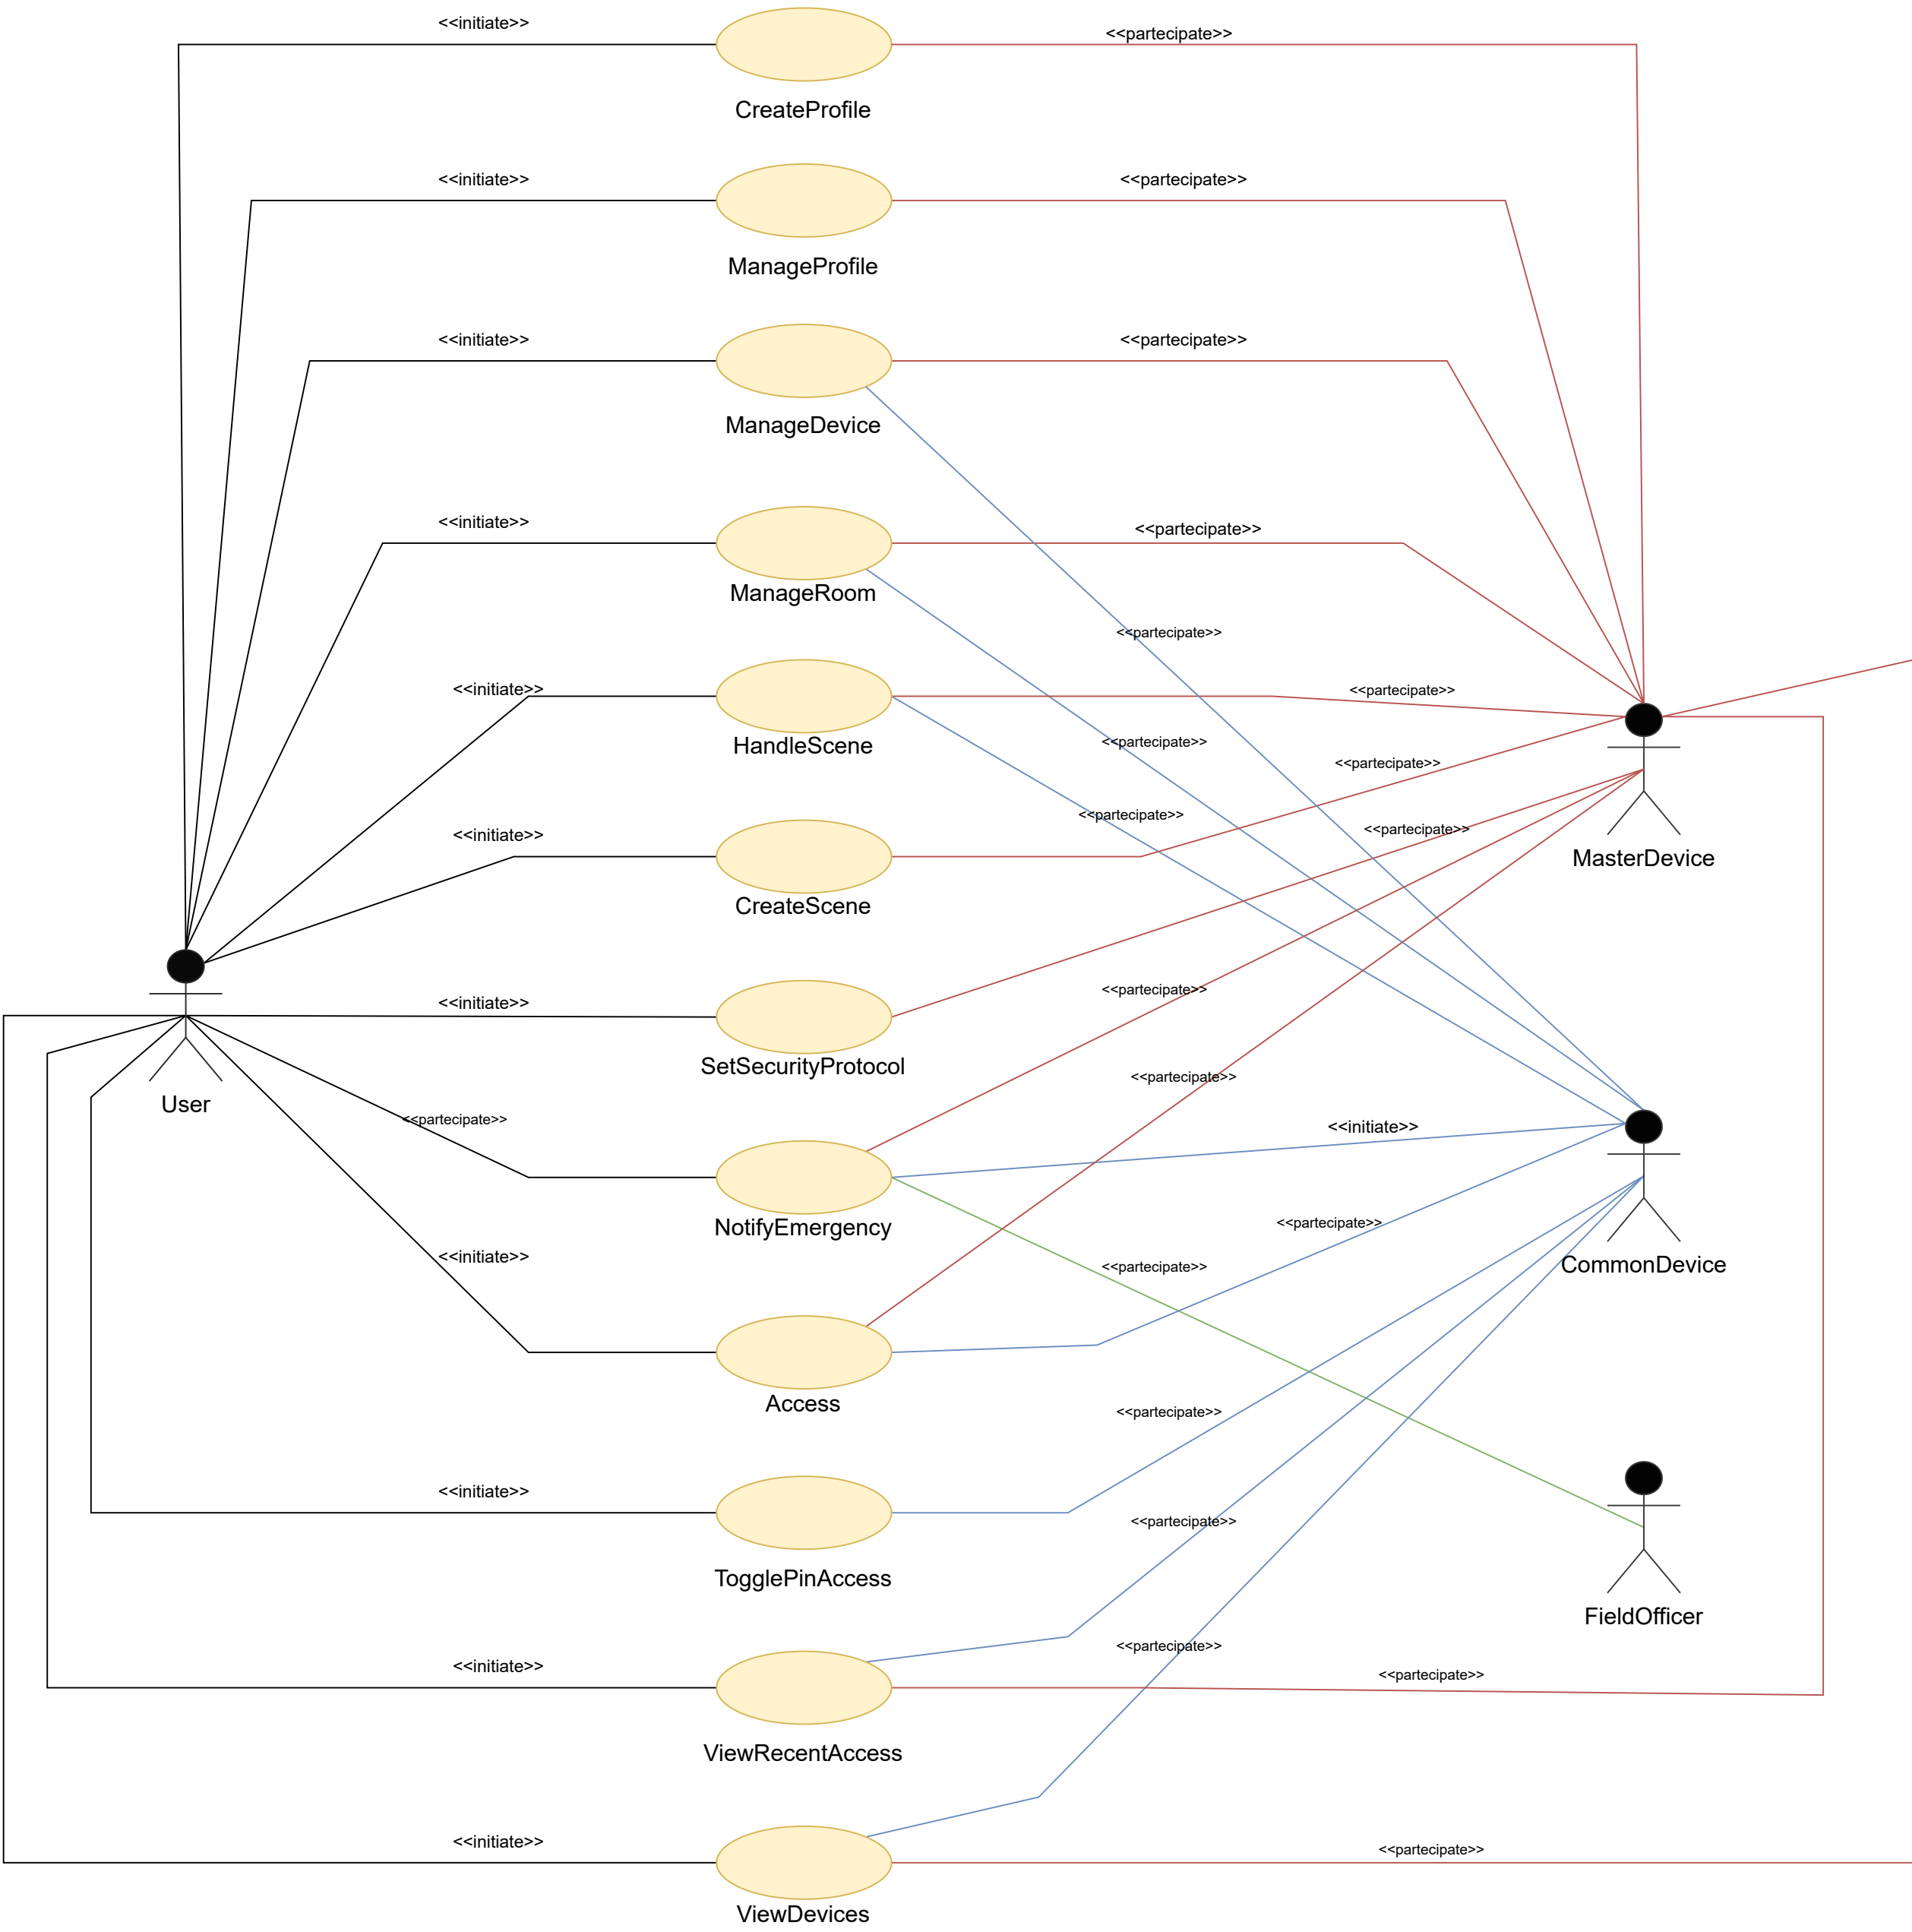 <<initiate>>
<<partecipate>>
CreateProfile
<<initiate>>
<<partecipate>>
ManageProfile
<<initiate>>
<<partecipate>>
ManageDevice
<<initiate>>
<<partecipate>>
ManageRoom
<<partecipate>>
<<initiate>>
<<partecipate>>
HandleScene
<<partecipate>>
<<partecipate>>
<<partecipate>>
<<initiate>>
<<partecipate>>
MasterDevice
CreateScene
<<initiate>>
<<partecipate>>
SetSecurityProtocol
<<partecipate>>
User
<<partecipate>>
<<initiate>>
NotifyEmergency
<<partecipate>>
<<initiate>>
<<partecipate>>
CommonDevice
Access
<<partecipate>>
<<initiate>>
<<partecipate>>
TogglePinAccess
FieldOfficer
<<initiate>>
<<partecipate>>
<<partecipate>>
ViewRecentAccess
<<initiate>>
<<partecipate>>
ViewDevices